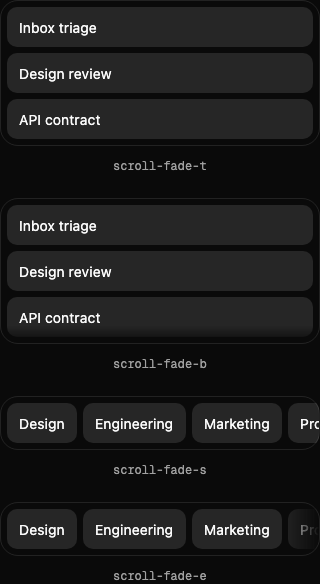 Inbox triage
Design review
API contract
scroll-fade-t
Inbox triage
Design review
API contract
scroll-fade-b
Design Engineering Marketing
scroll-fade-s
Design Engineering Marketing
scroll-fade-e